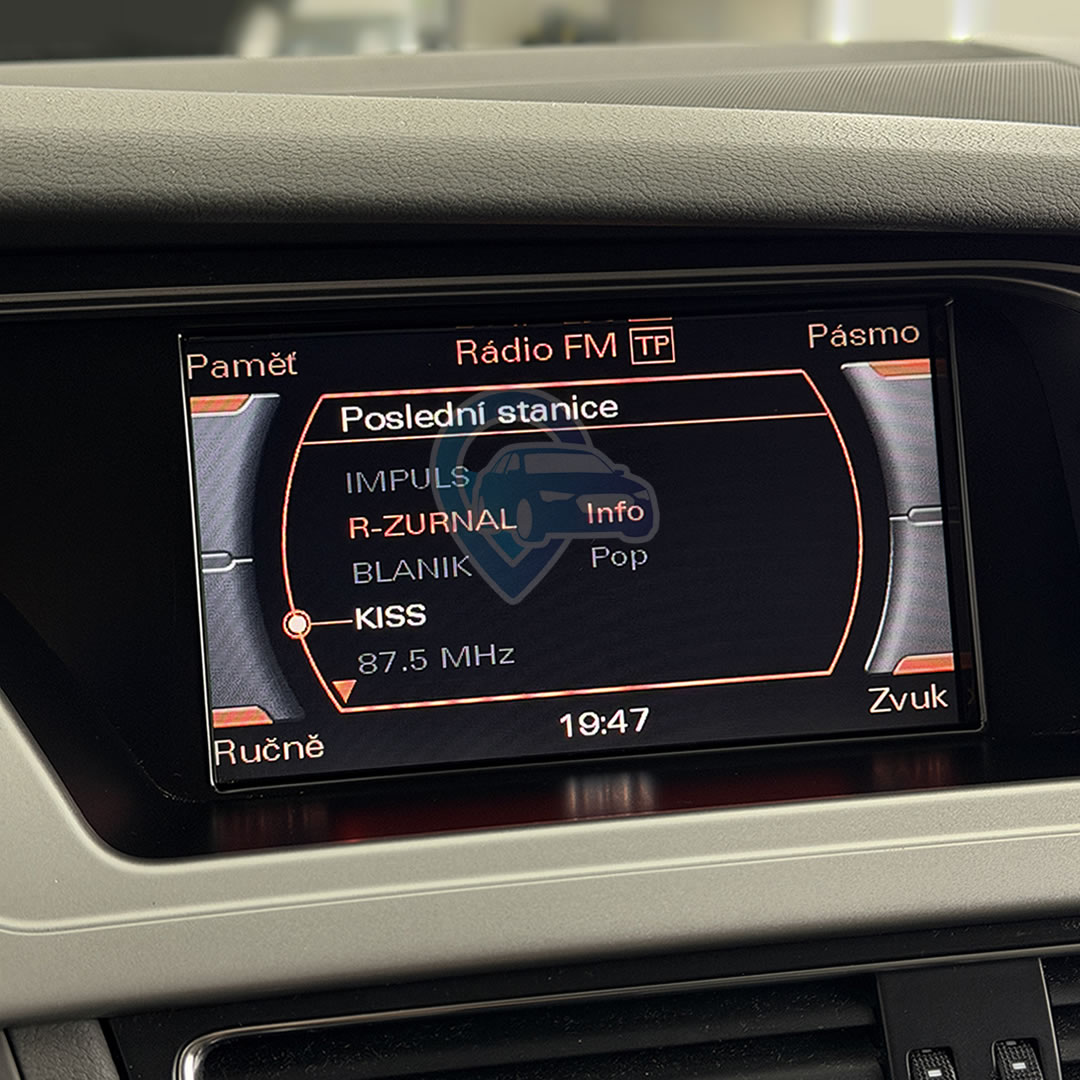 Paměť
Rádio FM TP
Pásmo
Poslední stanice
IMPULS
R-ZURNAL Info
BLANIK Pop
KISS
87.5 MHz
19:47
Zvuk
Ručně